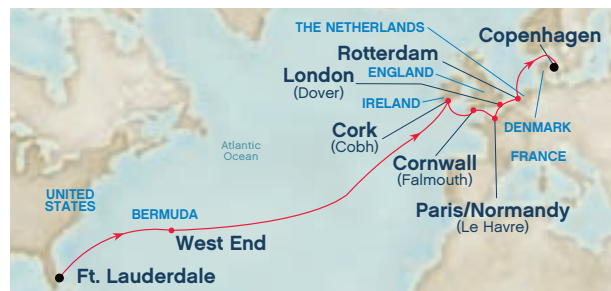 THE NETHERLANDS
Copenhagen
Rotterdam
London
(Dover)
ENGLAND
IRELAND
Cork
(Cobh)
DENMARK
Atlantic
Ocean
Cornwall
(Falmouth)
FRANCE
UNITED
STATES
BERMUDA
Paris/Normandy
(Le Havre)
West End
Ft. Lauderdale